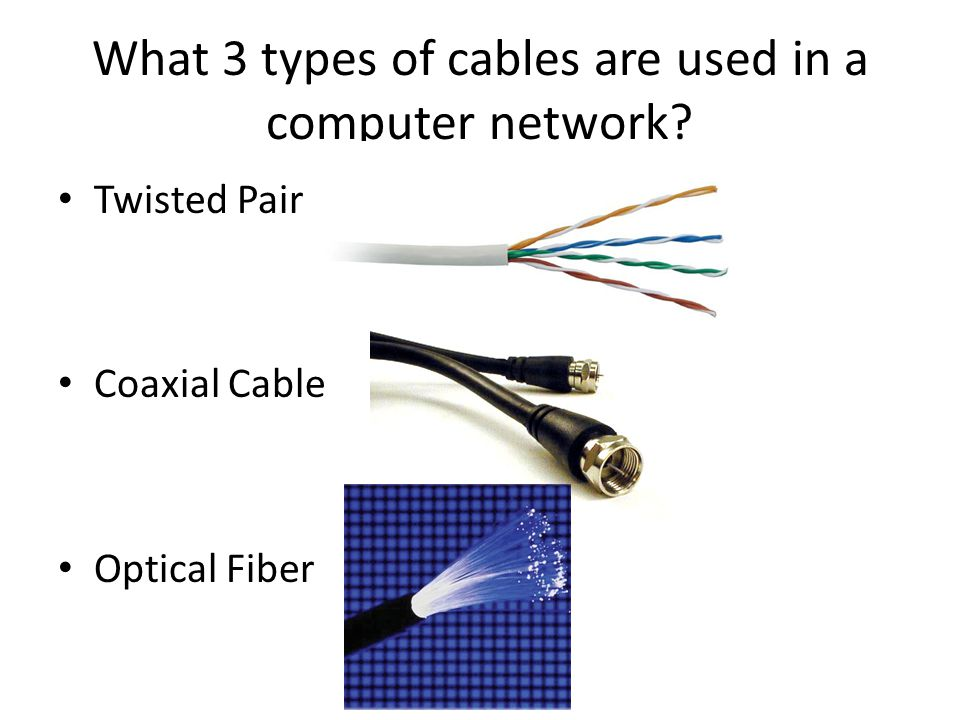 What 3 types of cables are used in a
computer network?
• Twisted Pair
• Coaxial Cable
• Optical Fiber